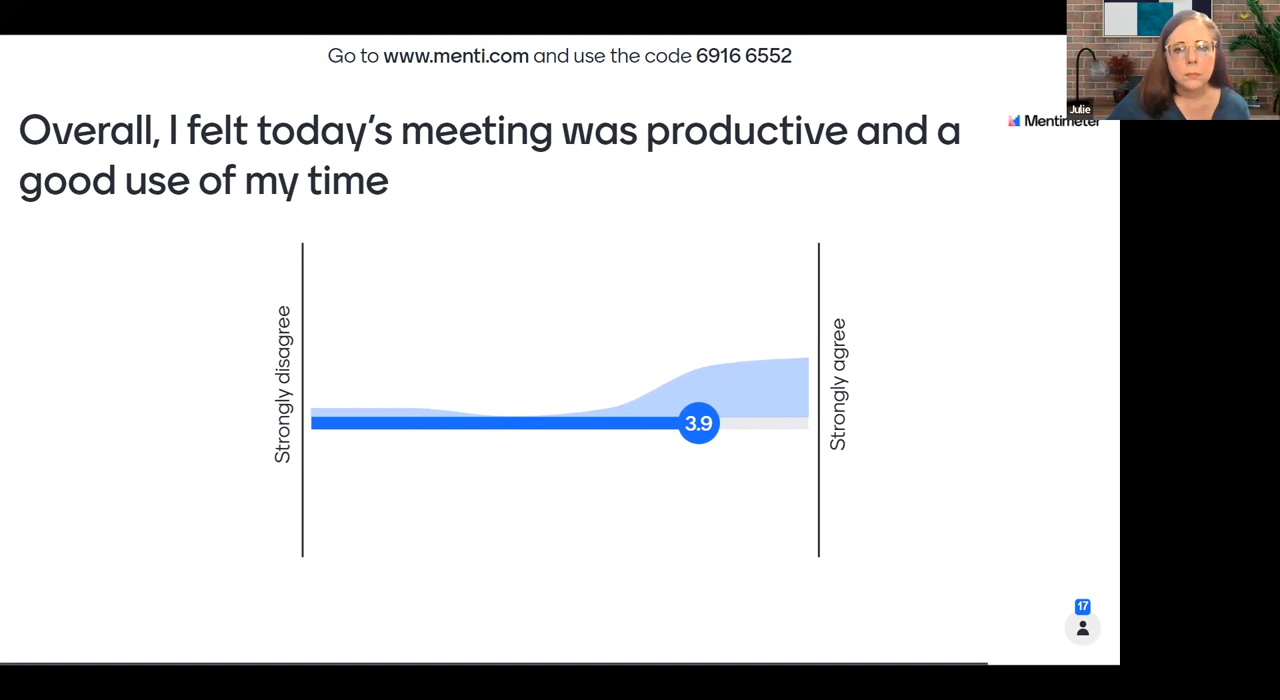 Go to www.menti.com and use the code 6916 6552
Julie
Mentimeter
Overall, I felt today's meeting was productive and a
good use of my time
Strongly disagree
3.9
Strongly agree
17